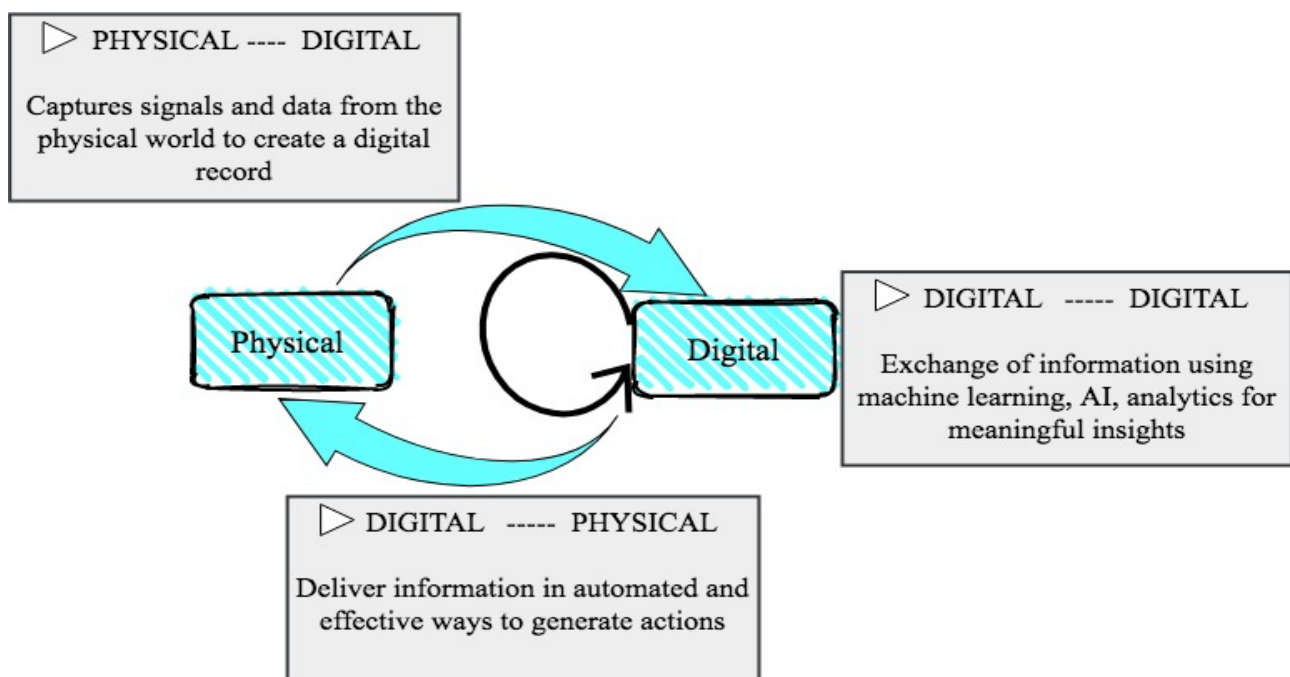 PHYSICAL ---- DIGITAL
Captures signals and data from the
physical world to create a digital
record
Physical
Digital
DIGITAL ----- DIGITAL
Exchange of information using
machine learning, AI, analytics for
meaningful insights
DIGITAL ----- PHYSICAL
Deliver information in automated and
effective ways to generate actions